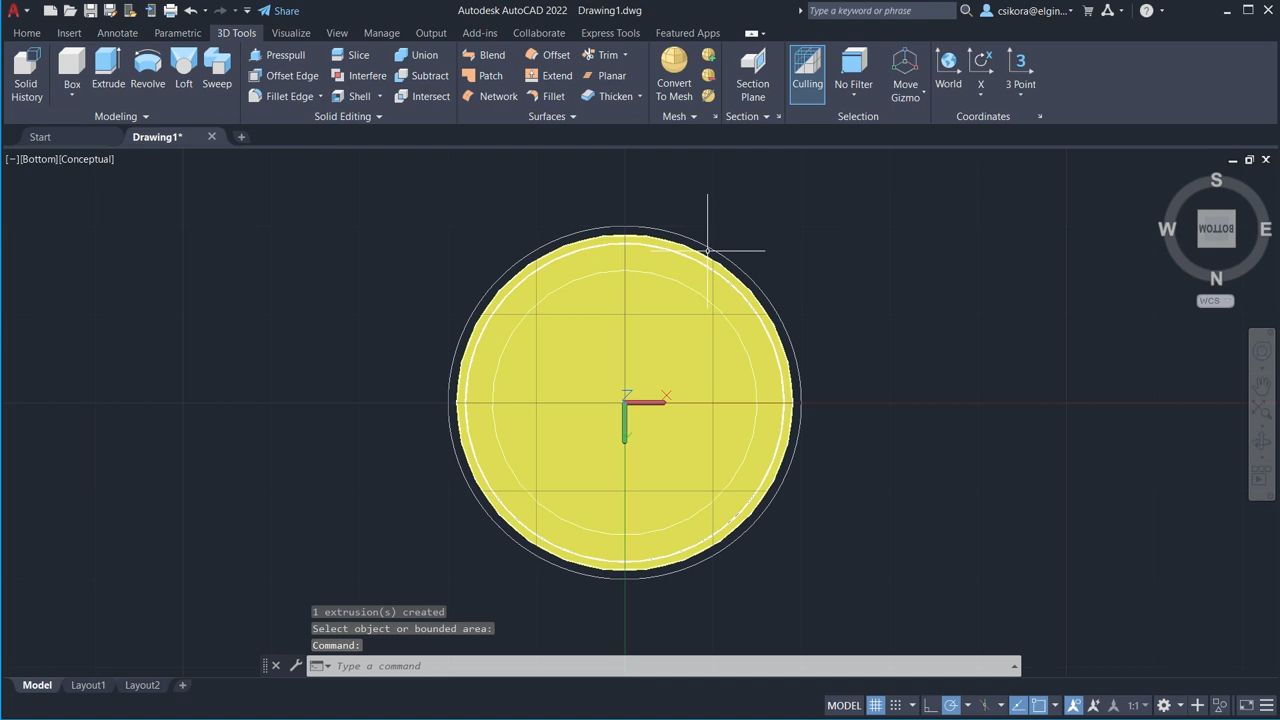 Share
Autodesk AutoCAD 2022 Drawing1.dwg
Type a keyword or phrase
csikora@elgin...
Home Insert Annotate Parametric 3D Tools Visualize View Manage Output Add-ins Collaborate Express Tools Featured Apps
Solid History
Box
Extrude
Revolve
Loft
Sweep
Modeling
Presspull
Offset Edge
Fillet Edge
Slice
Interfere
Shell
Union
Subtract
Intersect
Solid Editing
Blend
Patch
Network
Offset
Extend
Fillet
Trim
Planar
Thicken
Surfaces
Convert To Mesh
Mesh
Section Plane
Section
Culling
No Filter
Move Gizmo
Selection
World
X
3 Point
Coordinates
Start
Drawing1*
[−][Bottom][Conceptual]
S
W
BOTTOM
E
N
WCS
Z
X
1 extrusion(s) created
Select object or bounded area:
Command:
Type a command
Model Layout1 Layout2
MODEL
1:1